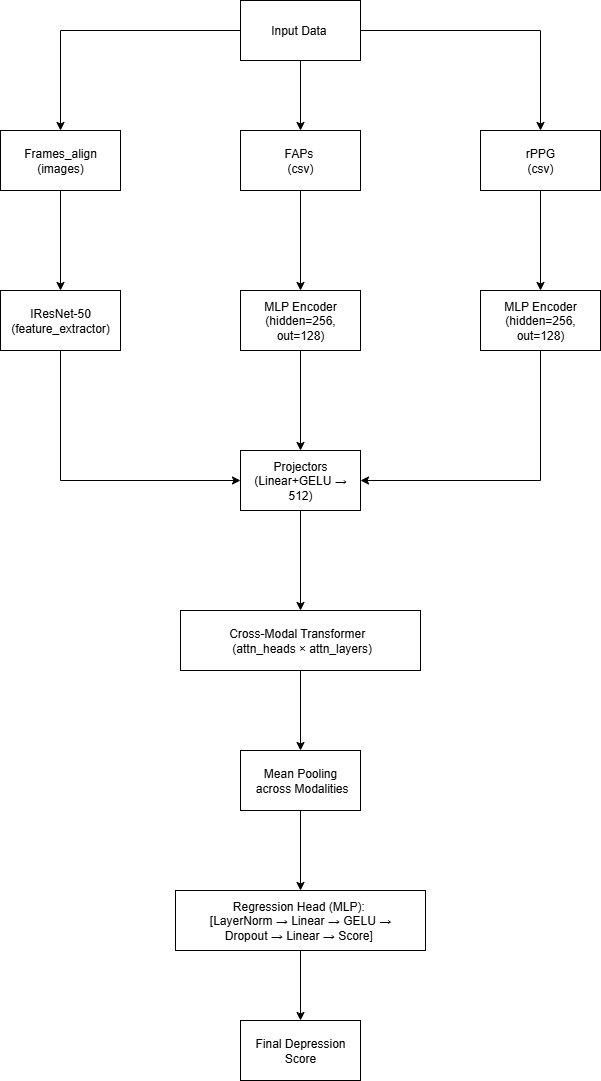 Input Data
Frames_align
(images)
FAPs
(csv)
rPPG
(csv)
IResNet-50
(feature_extractor)
MLP Encoder
(hidden=256,
out=128)
MLP Encoder
(hidden=256,
out=128)
Projectors
(Linear+GELU →
512)
Cross-Modal Transformer
(attn_heads × attn_layers)
Mean Pooling
across Modalities
Regression Head (MLP):
[LayerNorm → Linear → GELU →
Dropout → Linear → Score]
Final Depression
Score